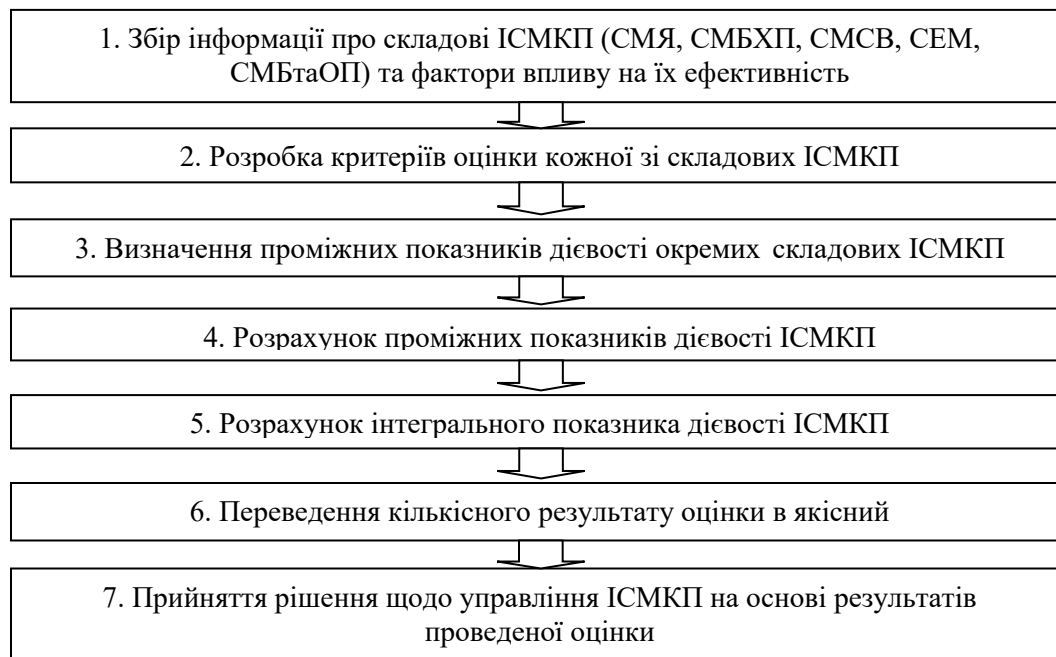 1. Збір інформації про складові ІСМКП (СМЯ, СМБХП, СМСВ, СЕМ,
СМБтаОП) та фактори впливу на їх ефективність
2. Розробка критеріїв оцінки кожної зі складових ІСМКП
3. Визначення проміжних показників дієвості окремих складових ІСМКП
4. Розрахунок проміжних показників дієвості ІСМКП
5. Розрахунок інтегрального показника дієвості ІСМКП
6. Переведення кількісного результату оцінки в якісний
7. Прийняття рішення щодо управління ІСМКП на основі результатів
проведеної оцінки